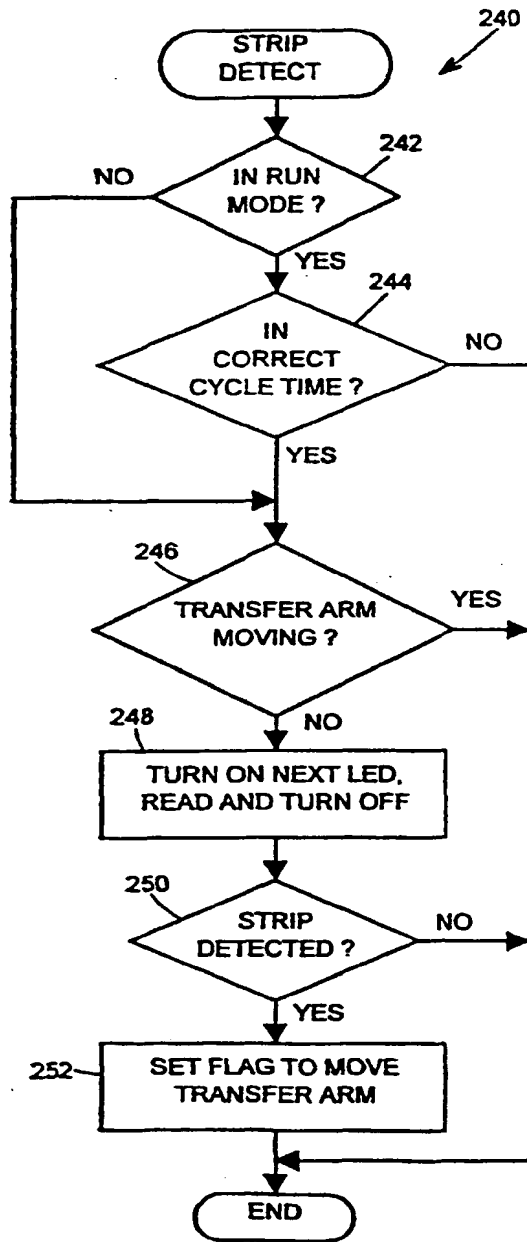 240
STRIP
DETECT
242
NO
IN RUN
MODE ?
YES
244
IN
CORRECT
CYCLE TIME ?
NO
YES
246
TRANSFER ARM
MOVING ?
YES
NO
248
TURN ON NEXT LED,
READ AND TURN OFF
250
STRIP
DETECTED ?
NO
YES
252
SET FLAG TO MOVE
TRANSFER ARM
END